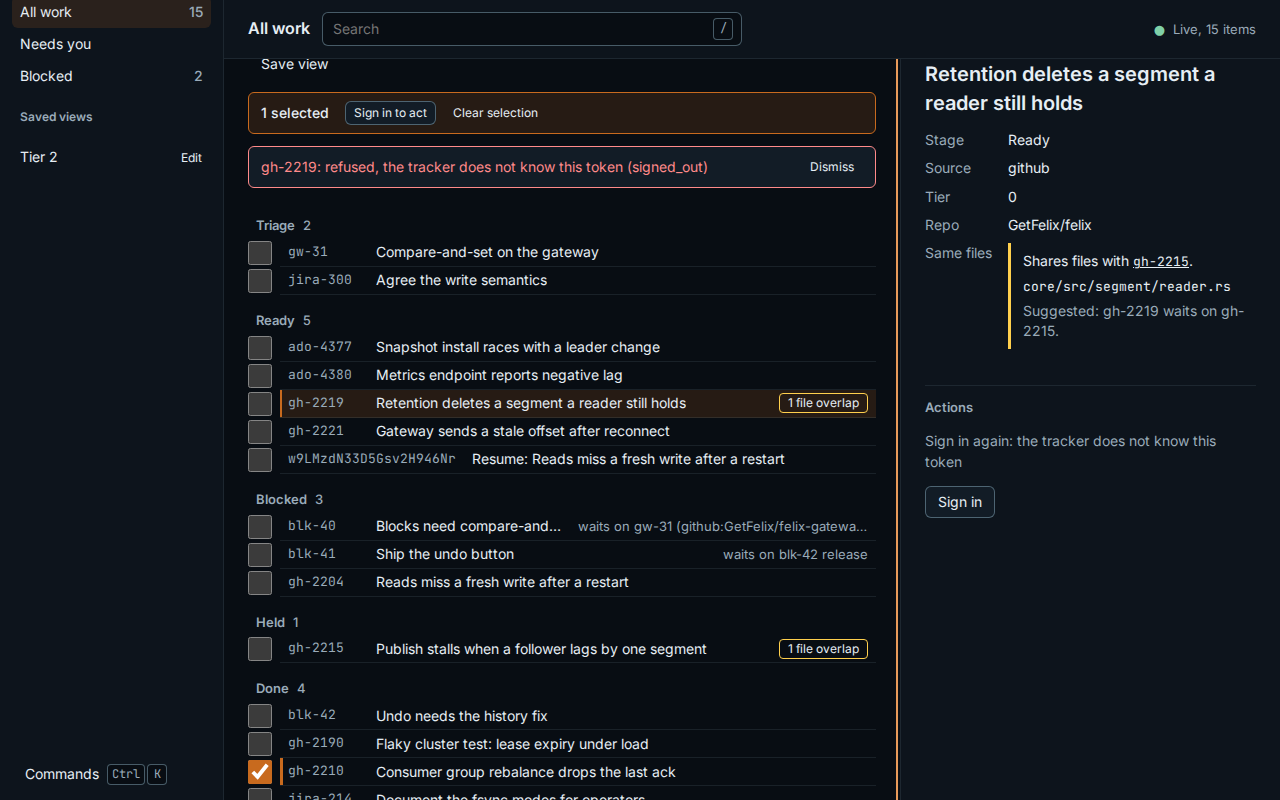 All work 15
Needs you
Blocked 2
Saved views
Tier 2 Edit
Commands Ctrl K
All work Search /
Live, 15 items
Save view
1 selected Sign in to act Clear selection
gh-2219: refused, the tracker does not know this token (signed_out) Dismiss
Triage 2
gw-31 Compare-and-set on the gateway
jira-300 Agree the write semantics
Ready 5
ado-4377 Snapshot install races with a leader change
ado-4380 Metrics endpoint reports negative lag
gh-2219 Retention deletes a segment a reader still holds 1 file overlap
gh-2221 Gateway sends a stale offset after reconnect
w9LMzdN33D5Gsv2H946Nr Resume: Reads miss a fresh write after a restart
Blocked 3
blk-40 Blocks need compare-and... waits on gw-31 (github:GetFelix/felix-gatewa...
blk-41 Ship the undo button waits on blk-42 release
gh-2204 Reads miss a fresh write after a restart
Held 1
gh-2215 Publish stalls when a follower lags by one segment 1 file overlap
Done 4
blk-42 Undo needs the history fix
gh-2190 Flaky cluster test: lease expiry under load
gh-2210 Consumer group rebalance drops the last ack
jira-214 Document the fsync modes for operators
Retention deletes a segment a
reader still holds
Stage Ready
Source github
Tier 0
Repo GetFelix/felix
Same files Shares files with gh-2215.
core/src/segment/reader.rs
Suggested: gh-2219 waits on gh-
2215.
Actions
Sign in again: the tracker does not know this
token
Sign in